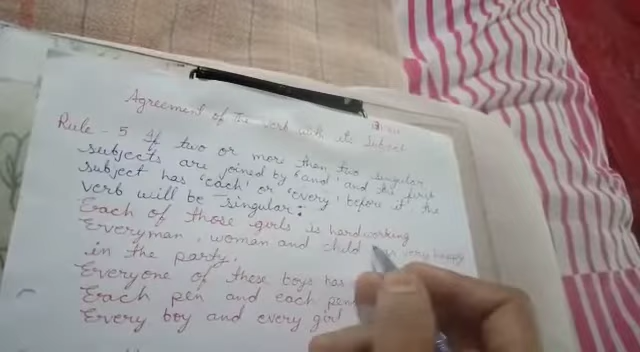 Agreement of the verb with its subject
Rule - 5 If two or more then two singular
subjects are joined by 'and' and the first
subject has 'each' or 'every' before it, the
verb will be singular:
Each of those girls is hardworking
Everyman, woman and child very happy
in the party.
Everyone of these boys has
Each pen and each pen
Every boy and every girl